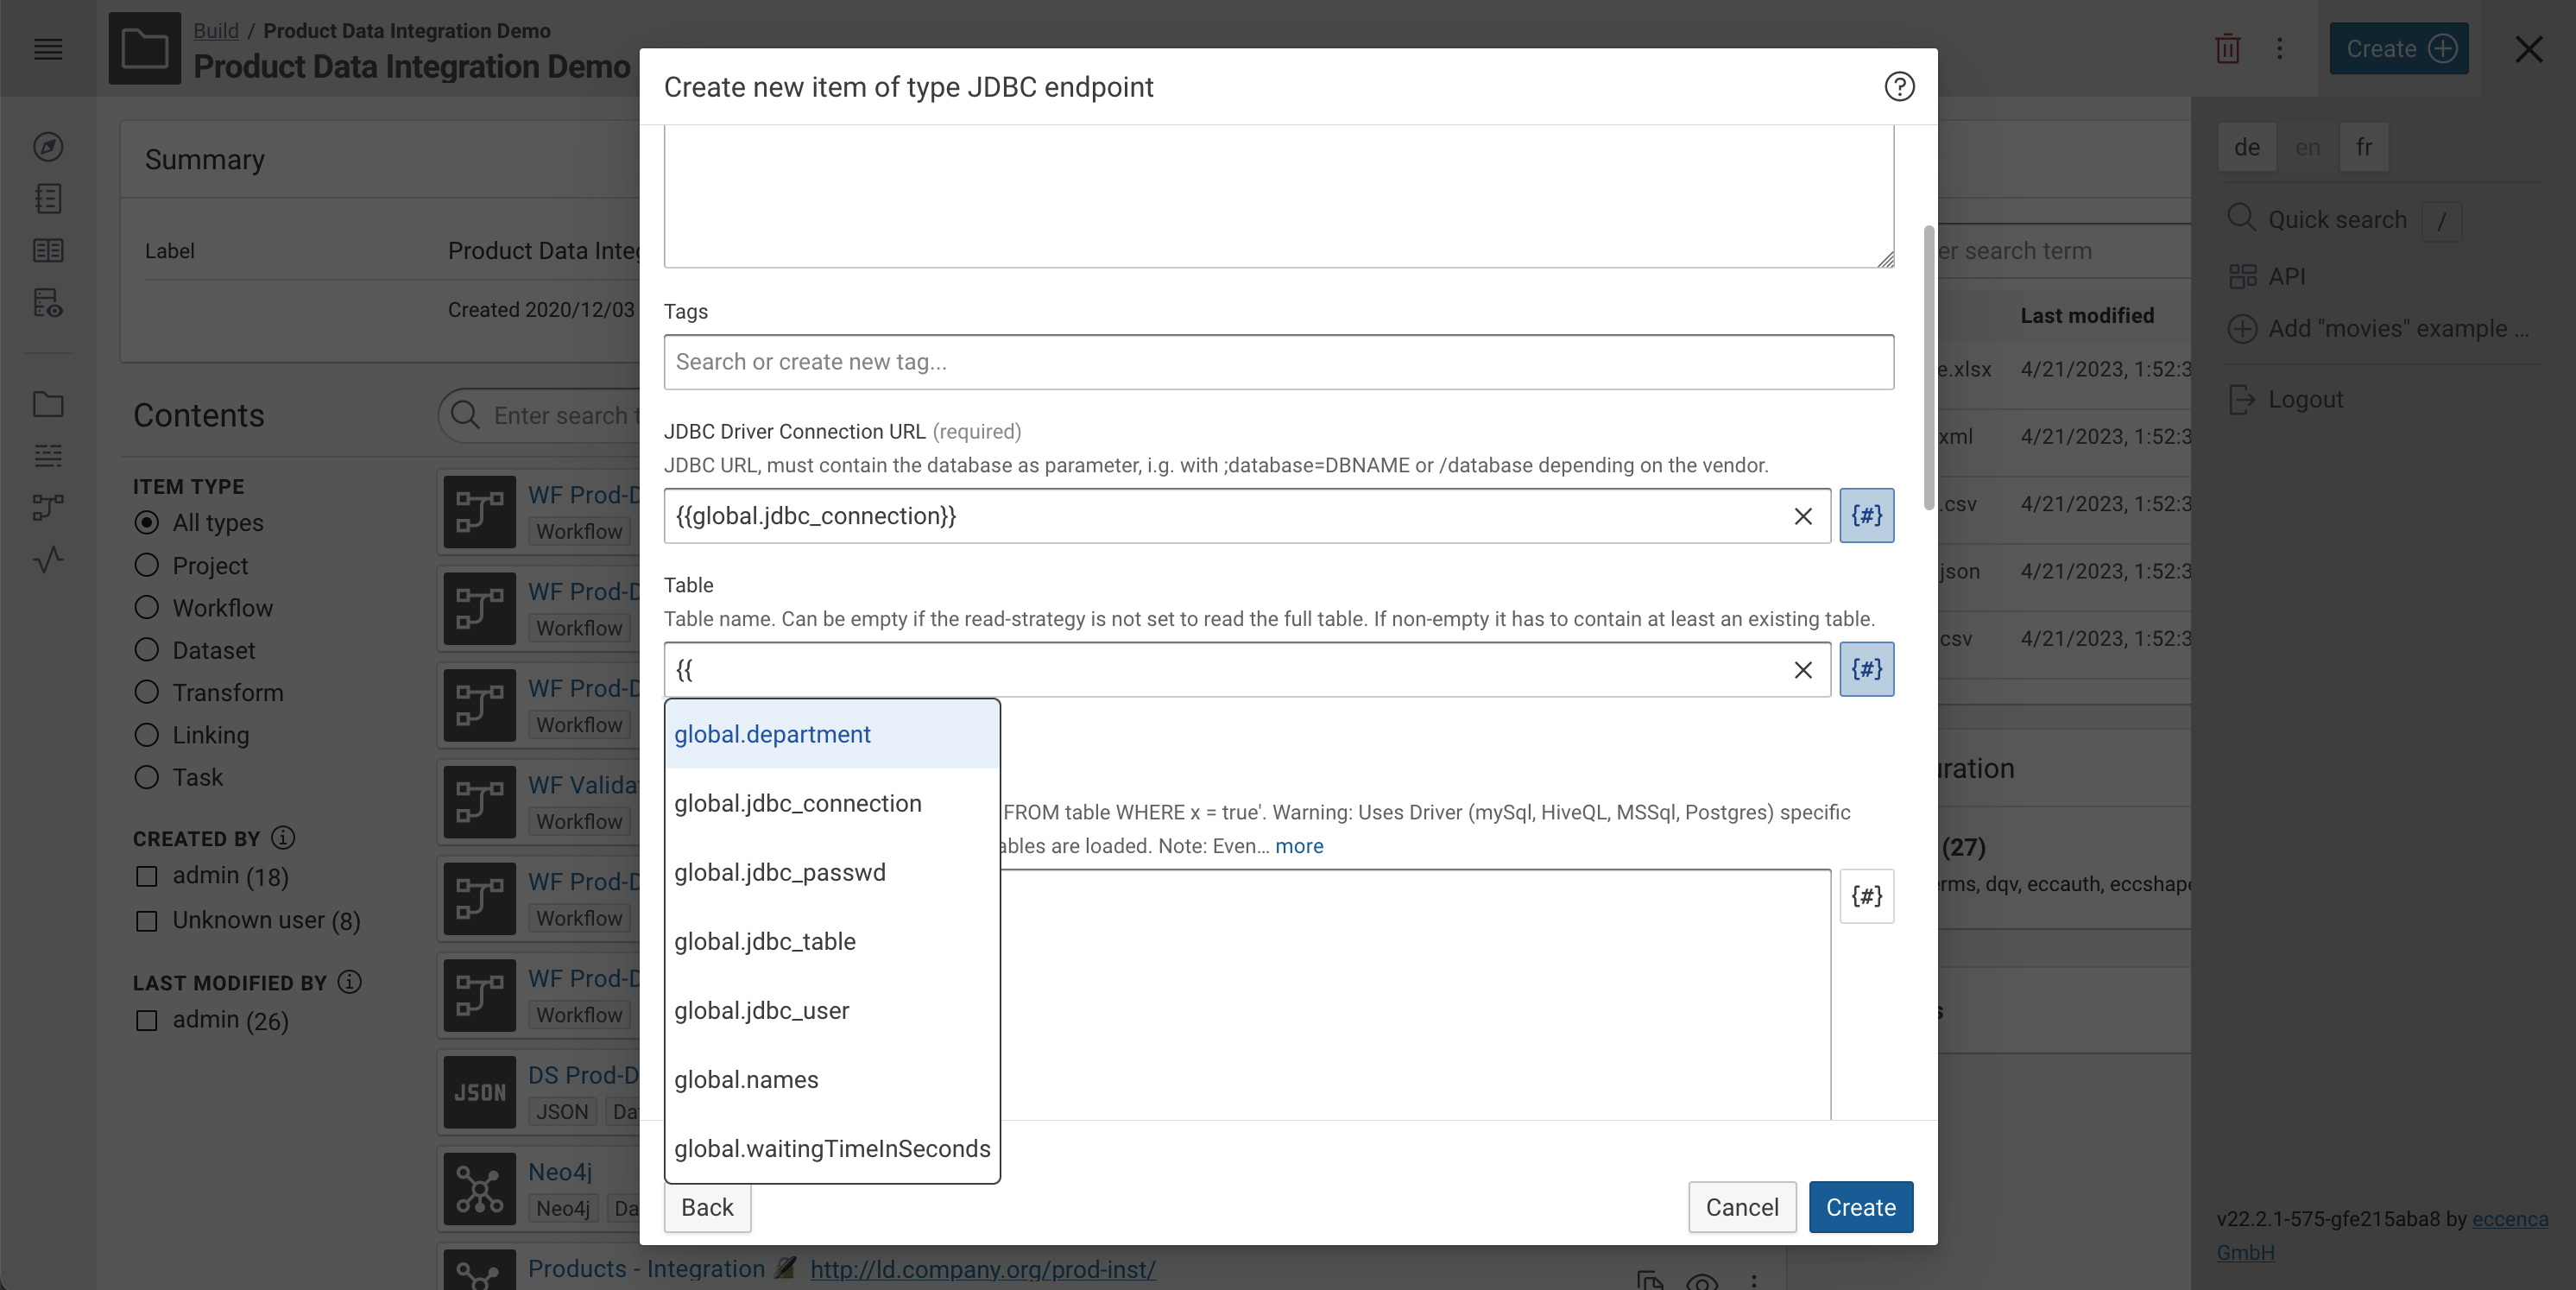 Build / Product Data Integration Demo
Product Data Integration Demo
Create
Create new item of type JDBC endpoint
Summary
Label
Product Data Integ
Created 2020/12/03
Contents
Enter search t
ITEM TYPE
All types
Project
Workflow
Dataset
Transform
Linking
Task
CREATED BY
admin (18)
Unknown user (8)
LAST MODIFIED BY
admin (26)
WF Prod-D
Workflow
WF Prod-D
Workflow
WF Prod-D
Workflow
WF Valida
Workflow
WF Prod-D
Workflow
WF Prod-D
Workflow
JSON
DS Prod-D
JSON Da
Neo4j
Neo4j Da
Products - Integration http://ld.company.org/prod-inst/
Tags
Search or create new tag...
JDBC Driver Connection URL (required)
JDBC URL, must contain the database as parameter, i.g. with ;database=DBNAME or /database depending on the vendor.
{{global.jdbc_connection}}
{#}
Table
Table name. Can be empty if the read-strategy is not set to read the full table. If non-empty it has to contain at least an existing table.
{{
{#}
global.department
global.jdbc_connection
global.jdbc_passwd
global.jdbc_table
global.jdbc_user
global.names
global.waitingTimeInSeconds
FROM table WHERE x = true'. Warning: Uses Driver (mySql, HiveQL, MSSql, Postgres) specific
ables are loaded. Note: Even... more
{#}
Back
Cancel
Create
er search term
Last modified
e.xlsx 4/21/2023, 1:52:3
xml 4/21/2023, 1:52:3
.csv 4/21/2023, 1:52:3
json 4/21/2023, 1:52:3
csv 4/21/2023, 1:52:3
uration
(27)
erms, dqv, eccauth, eccshape
s
de en fr
Quick search /
API
Add "movies" example ...
Logout
v22.2.1-575-gfe215aba8 by eccenca
GmbH